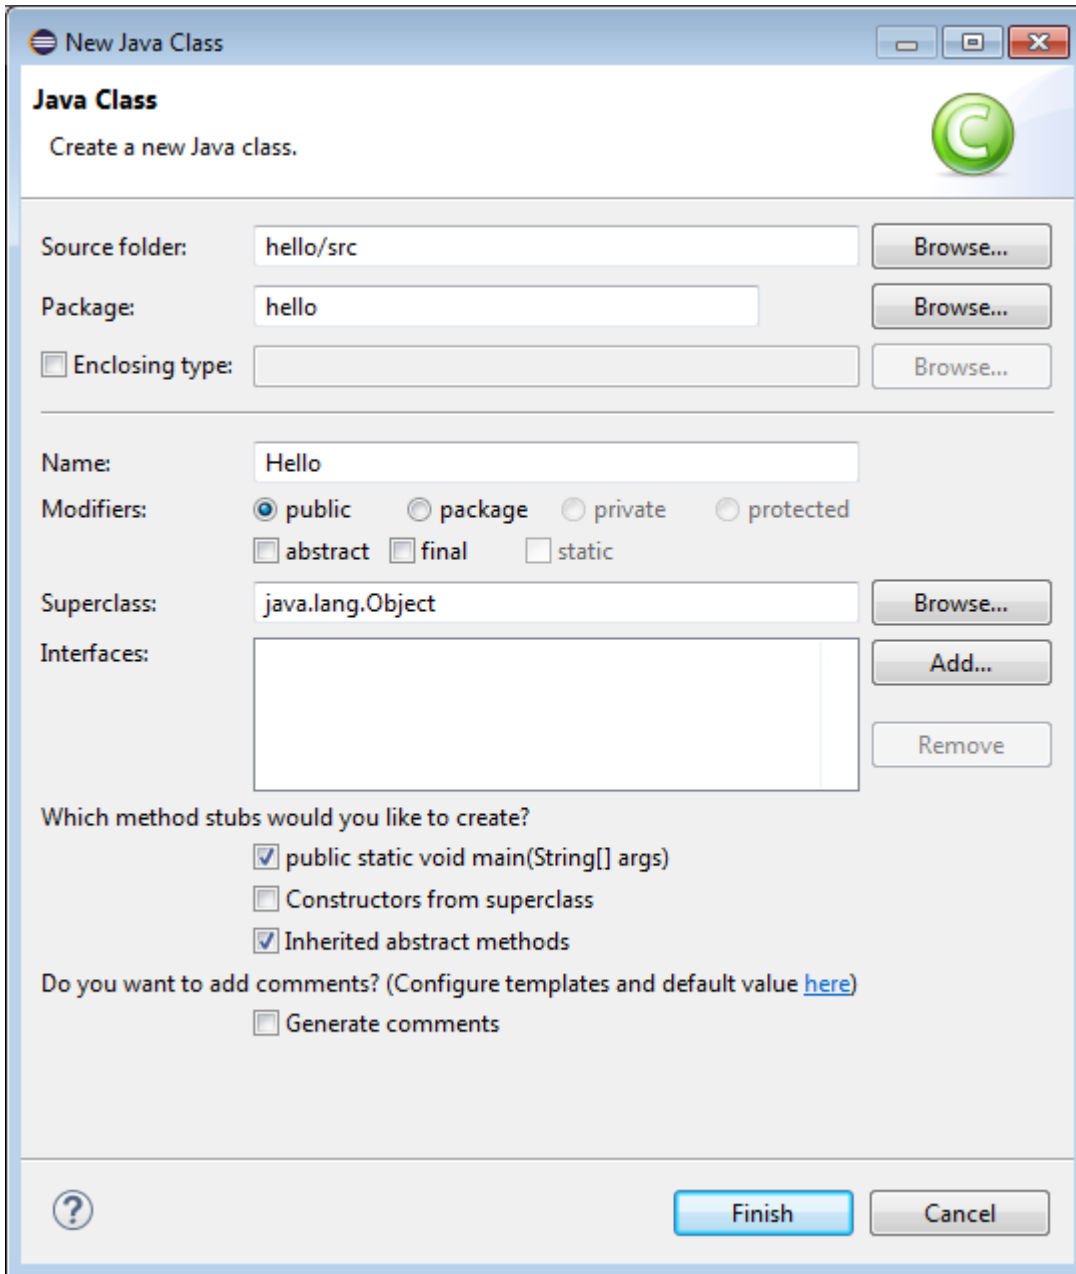 New Java Class
Java Class
Create a new Java class.
Source folder: hello/src Browse...
Package: hello Browse...
Enclosing type: Browse...
Name: Hello
Modifiers: public package private protected
abstract final static
Superclass: java.lang.Object Browse...
Interfaces: Add...
Remove
Which method stubs would you like to create?
public static void main(String[] args)
Constructors from superclass
Inherited abstract methods
Do you want to add comments? (Configure templates and default value here)
Generate comments
Finish Cancel